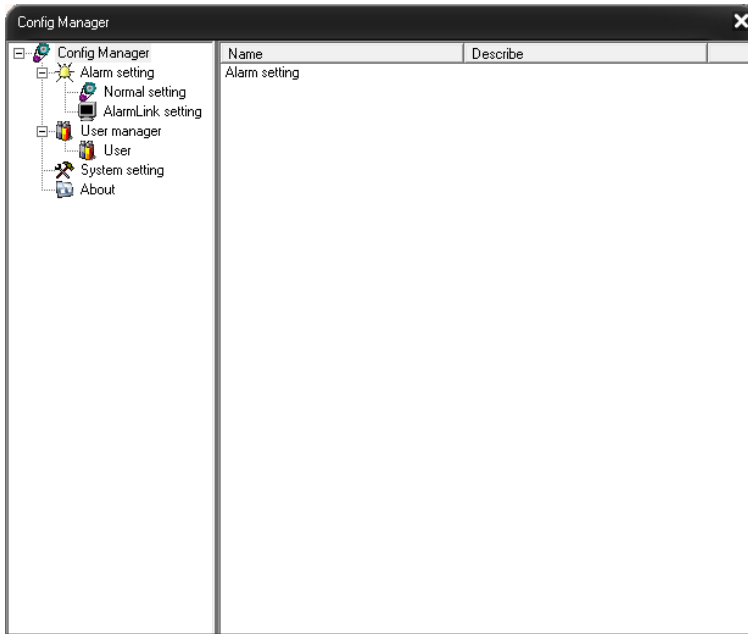 Config Manager
Config Manager
Alarm setting
Normal setting
AlarmLink setting
User manager
User
System setting
About
Name Describe
Alarm setting